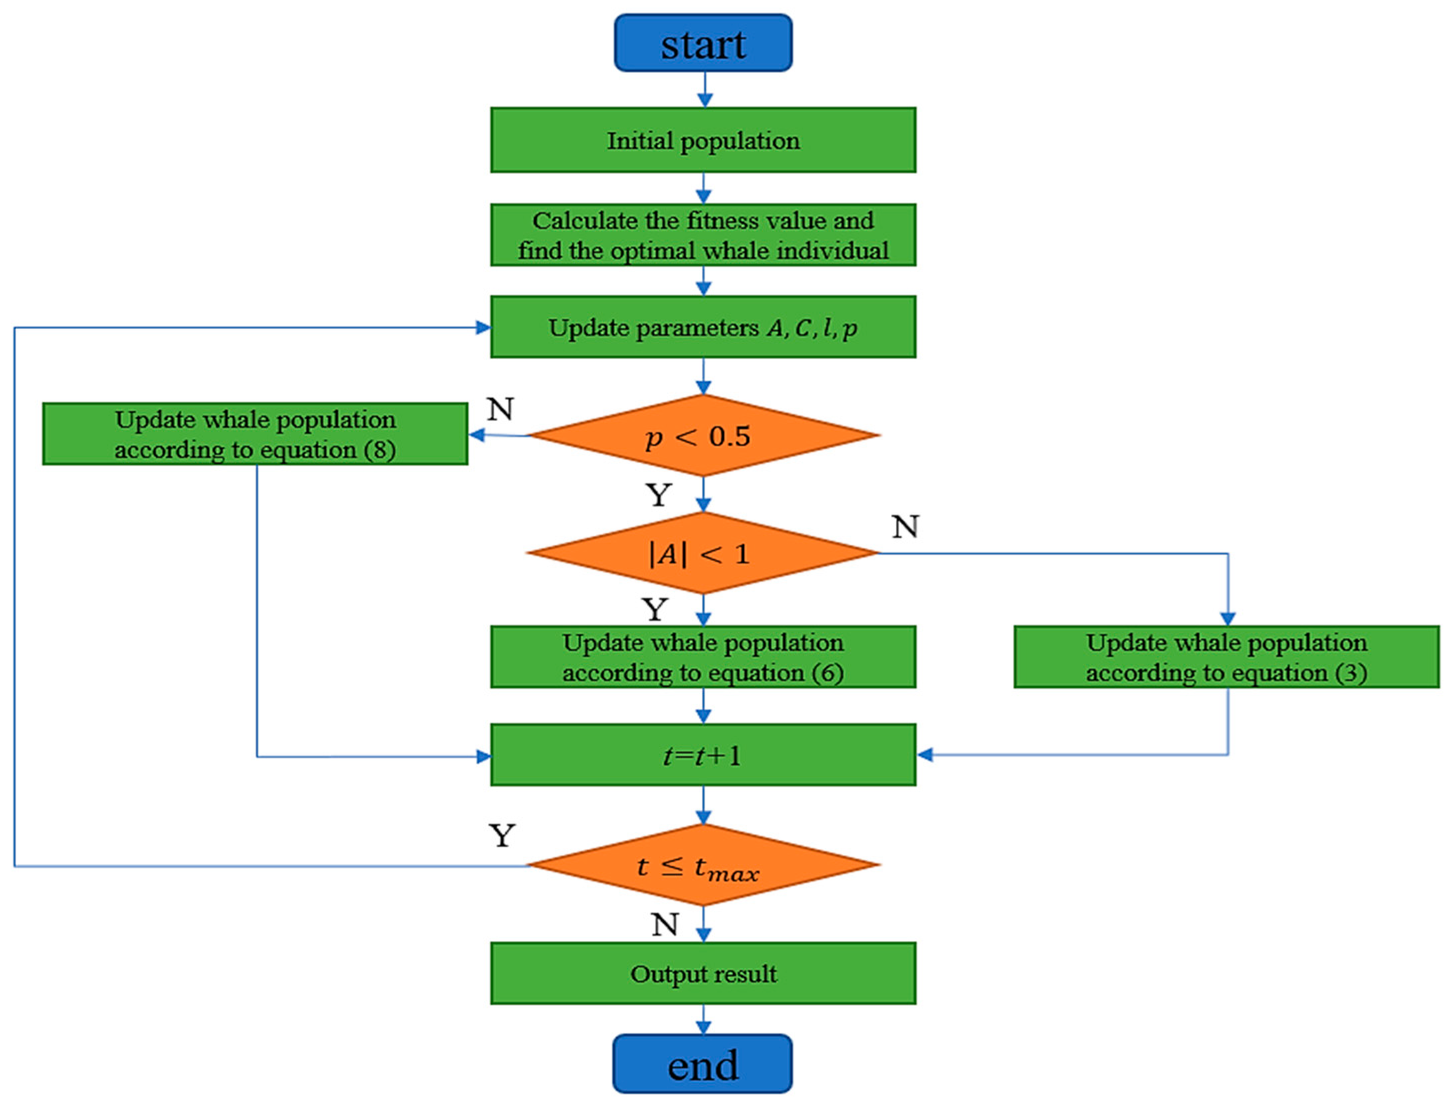 start
Initial population
Calculate the fitness value and
find the optimal whale individual
Update parameters A, C, l, p
N
Update whale population
according to equation (8)
p < 0.5
Y
|A| < 1
N
Y
Update whale population
according to equation (6)
Update whale population
according to equation (3)
t=t+1
Y
t ≤ tmax
N
Output result
end